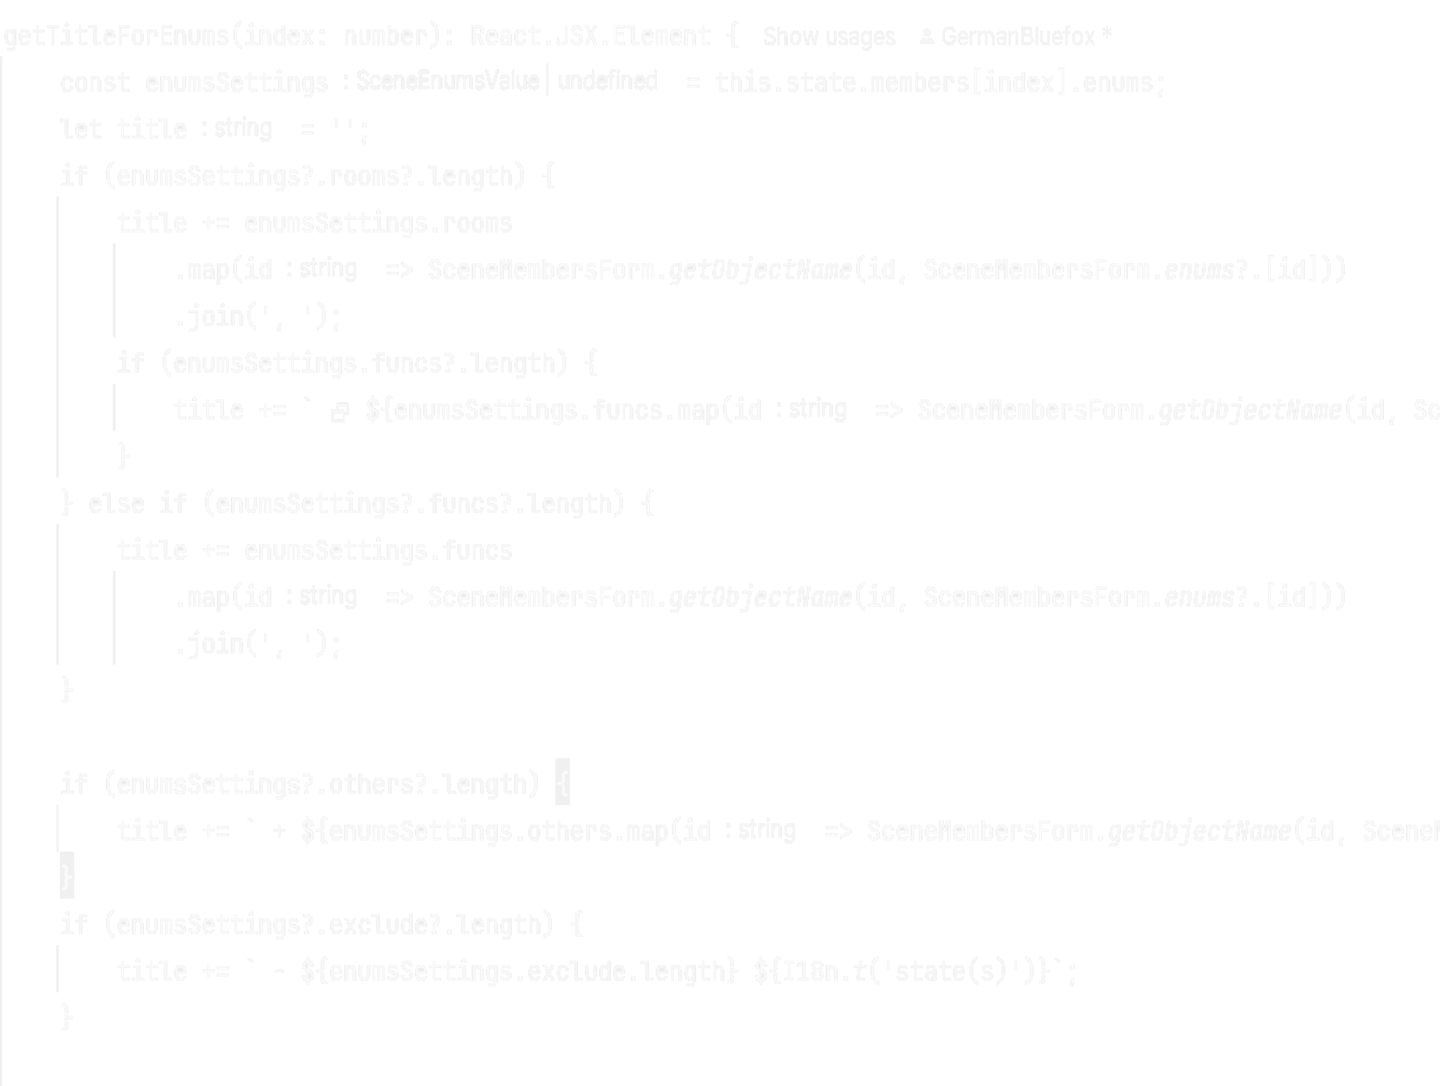 getTitleForEnums(index: number): React.JSX.Element {  Show usages  GermanBluefox *
const enumsSettings : SceneEnumsValue | undefined = this.state.members[index].enums;
let title : string = '';
if (enumsSettings?.rooms?.length) {
title += enumsSettings.rooms
.map(id : string => SceneMembersForm.getObjectName(id, SceneMembersForm.enums?.[id]))
.join(', ');
if (enumsSettings.funcs?.length) {
title += ` 🗗 ${enumsSettings.funcs.map(id : string => SceneMembersForm.getObjectName(id, Sc
}
} else if (enumsSettings?.funcs?.length) {
title += enumsSettings.funcs
.map(id : string => SceneMembersForm.getObjectName(id, SceneMembersForm.enums?.[id]))
.join(', ');
}
if (enumsSettings?.others?.length) {
title += ` + ${enumsSettings.others.map(id : string => SceneMembersForm.getObjectName(id, Scene
}
if (enumsSettings?.exclude?.length) {
title += ` - ${enumsSettings.exclude.length} ${I18n.t('state(s)')}`;
}